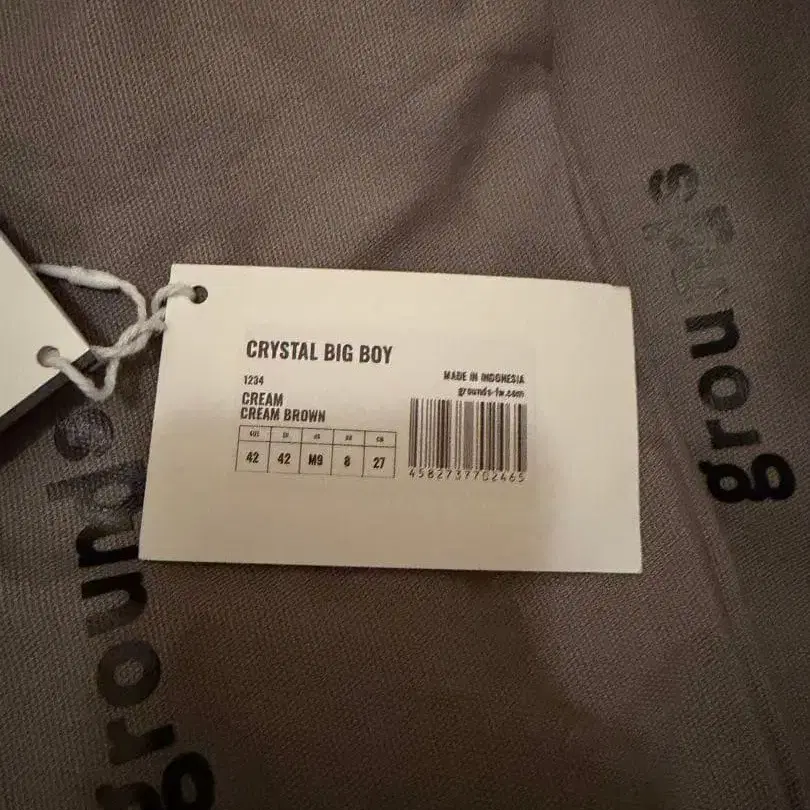 CRYSTAL BIG BOY
1234
MADE IN INDONESIA
grounds-fw.com
CREAM
CREAM BROWN
42 42 M9 8 27
4582737702465
grounds
grounds